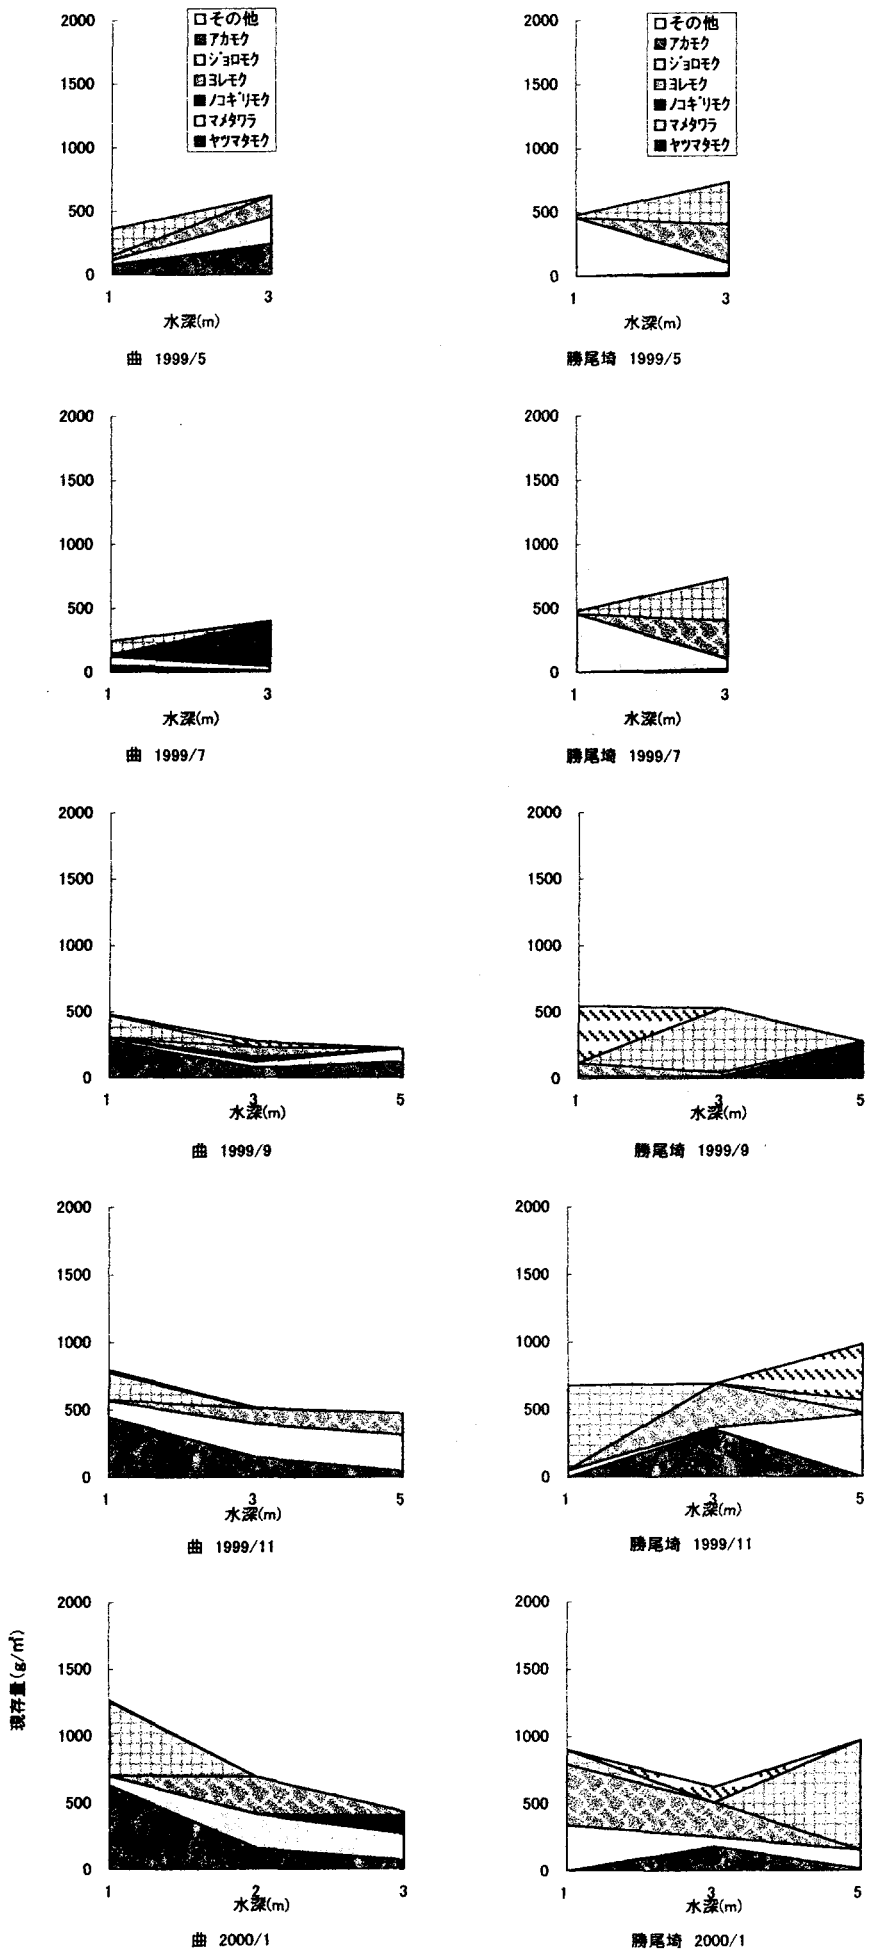 2000
1500
1000
500
0
□その他
■アカモク
□ジョロモク
□ヨレモク
■ノコギリモク
□マメタワラ
■ヤツマタモク
1 3
水深(m)
曲 1999/5
2000
1500
1000
500
0
□その他
■アカモク
□ジョロモク
□ヨレモク
■ノコギリモク
□マメタワラ
■ヤツマタモク
1 3
水深(m)
勝尾埼 1999/5
2000
1500
1000
500
0
1 3
水深(m)
曲 1999/7
2000
1500
1000
500
0
1 3
水深(m)
勝尾埼 1999/7
2000
1500
1000
500
0
1 3 5
水深(m)
曲 1999/9
2000
1500
1000
500
0
1 3 5
水深(m)
勝尾埼 1999/9
2000
1500
1000
500
0
1 3 5
水深(m)
曲 1999/11
2000
1500
1000
500
0
1 3 5
水深(m)
勝尾埼 1999/11
現存量(g/㎡)
2000
1500
1000
500
0
1 2 3
水深(m)
曲 2000/1
2000
1500
1000
500
0
1 3 5
水深(m)
勝尾埼 2000/1